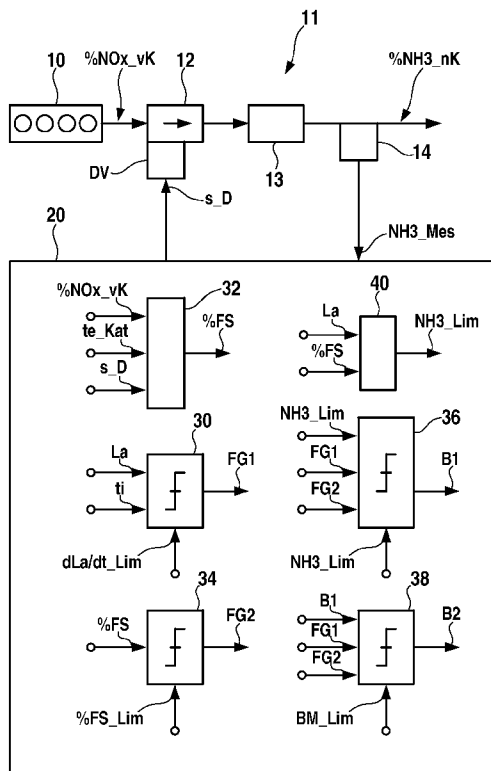 11
%NOx_vK
%NH3_nK
10
12
DV
13
14
s_D
20
NH3_Mes
%NOx_vK
32
40
La
te_Kat
%FS
NH3_Lim
%FS
s_D
30
NH3_Lim
36
La
FG1
FG1
B1
ti
FG2
dLa/dt_Lim
NH3_Lim
34
B1
38
%FS
FG2
FG1
B2
FG2
%FS_Lim
BM_Lim